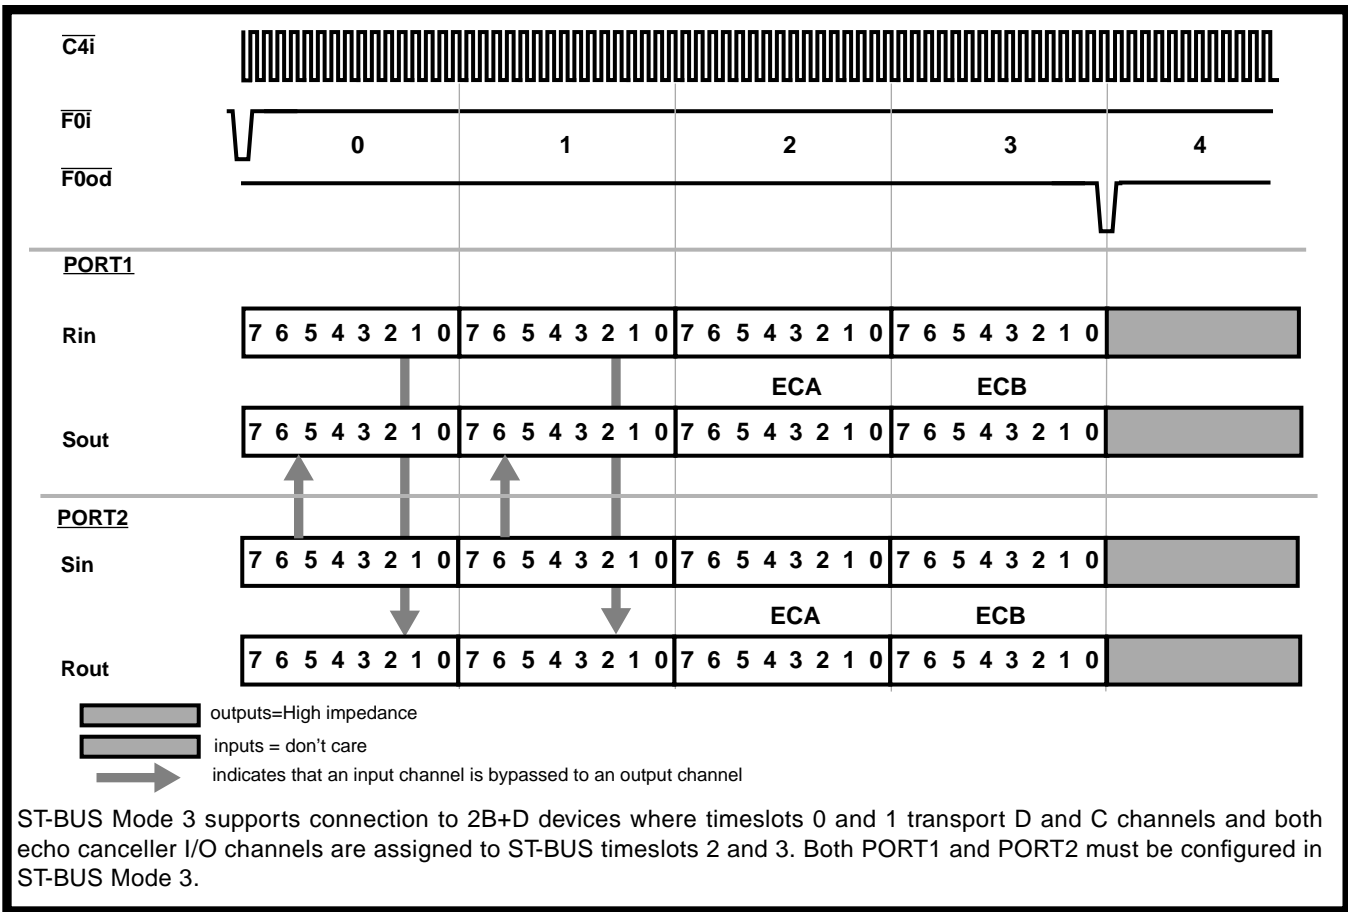 C4i
F0i
0 1 2 3 4
F0od
PORT1
Rin 7 6 5 4 3 2 1 0 7 6 5 4 3 2 1 0 7 6 5 4 3 2 1 0 7 6 5 4 3 2 1 0
ECA ECB
Sout 7 6 5 4 3 2 1 0 7 6 5 4 3 2 1 0 7 6 5 4 3 2 1 0 7 6 5 4 3 2 1 0
PORT2
Sin 7 6 5 4 3 2 1 0 7 6 5 4 3 2 1 0 7 6 5 4 3 2 1 0 7 6 5 4 3 2 1 0
ECA ECB
Rout 7 6 5 4 3 2 1 0 7 6 5 4 3 2 1 0 7 6 5 4 3 2 1 0 7 6 5 4 3 2 1 0
outputs=High impedance
inputs = don't care
indicates that an input channel is bypassed to an output channel
ST-BUS Mode 3 supports connection to 2B+D devices where timeslots 0 and 1 transport D and C channels and both
echo canceller I/O channels are assigned to ST-BUS timeslots 2 and 3. Both PORT1 and PORT2 must be configured in
ST-BUS Mode 3.